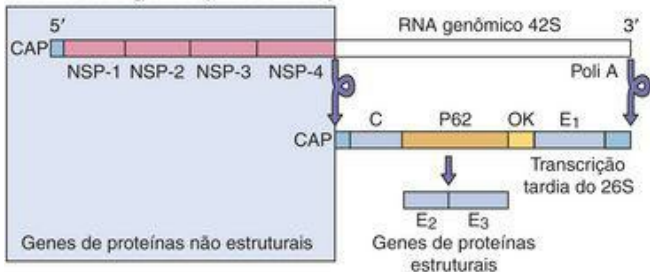 5′
RNA genômico 42S
3′
CAP
NSP-1
NSP-2
NSP-3
NSP-4
Poli A
C
P62
OK
E1
CAP
Transcrição
tardia do 26S
E2
E3
Genes de proteínas não estruturais
Genes de proteínas
estruturais